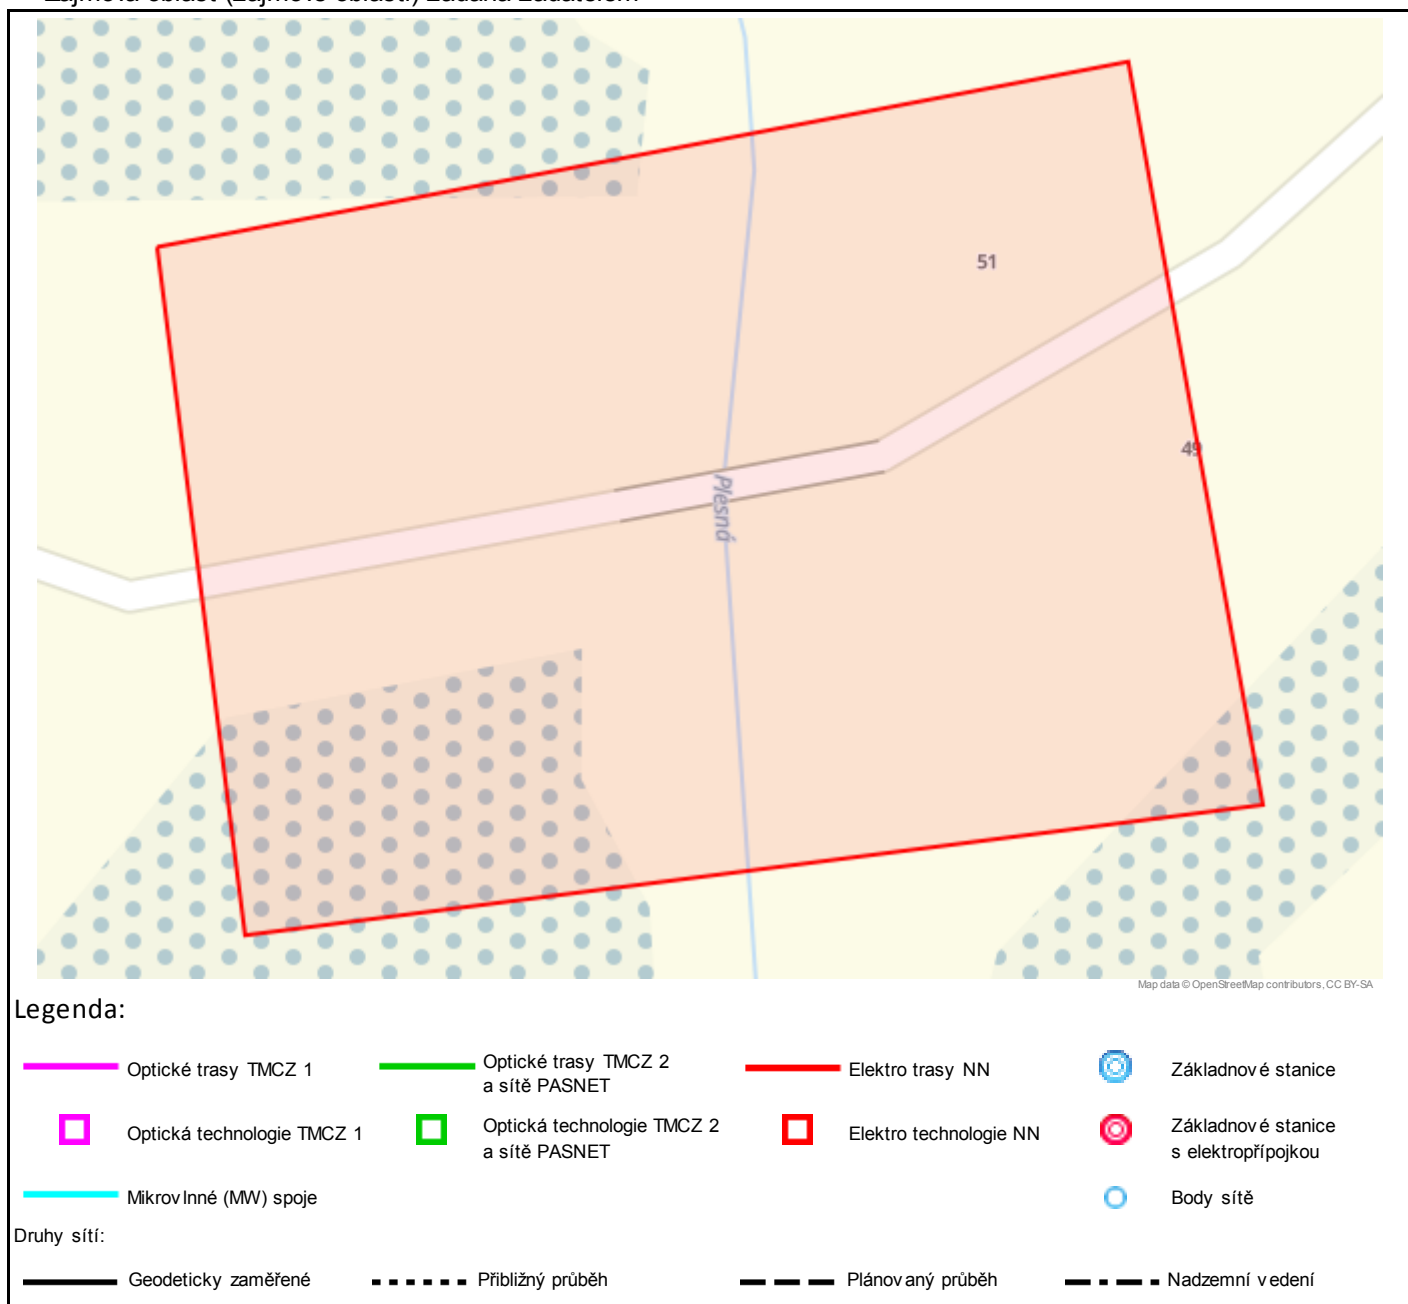 51
49
Plesná
Map data © OpenStreetMap contributors, CC BY-SA
Legenda:
Optické trasy TMCZ 1
Optické trasy TMCZ 2
a sítě PASNET
Elektro trasy NN
Základnové stanice
Optická technologie TMCZ 1
Optická technologie TMCZ 2
a sítě PASNET
Elektro technologie NN
Základnové stanice
s elektropřípojkou
Mikrovlnné (MW) spoje
Body sítě
Druhy sítí:
Geodeticky zaměřené
Přibližný průběh
Plánovaný průběh
Nadzemní vedení